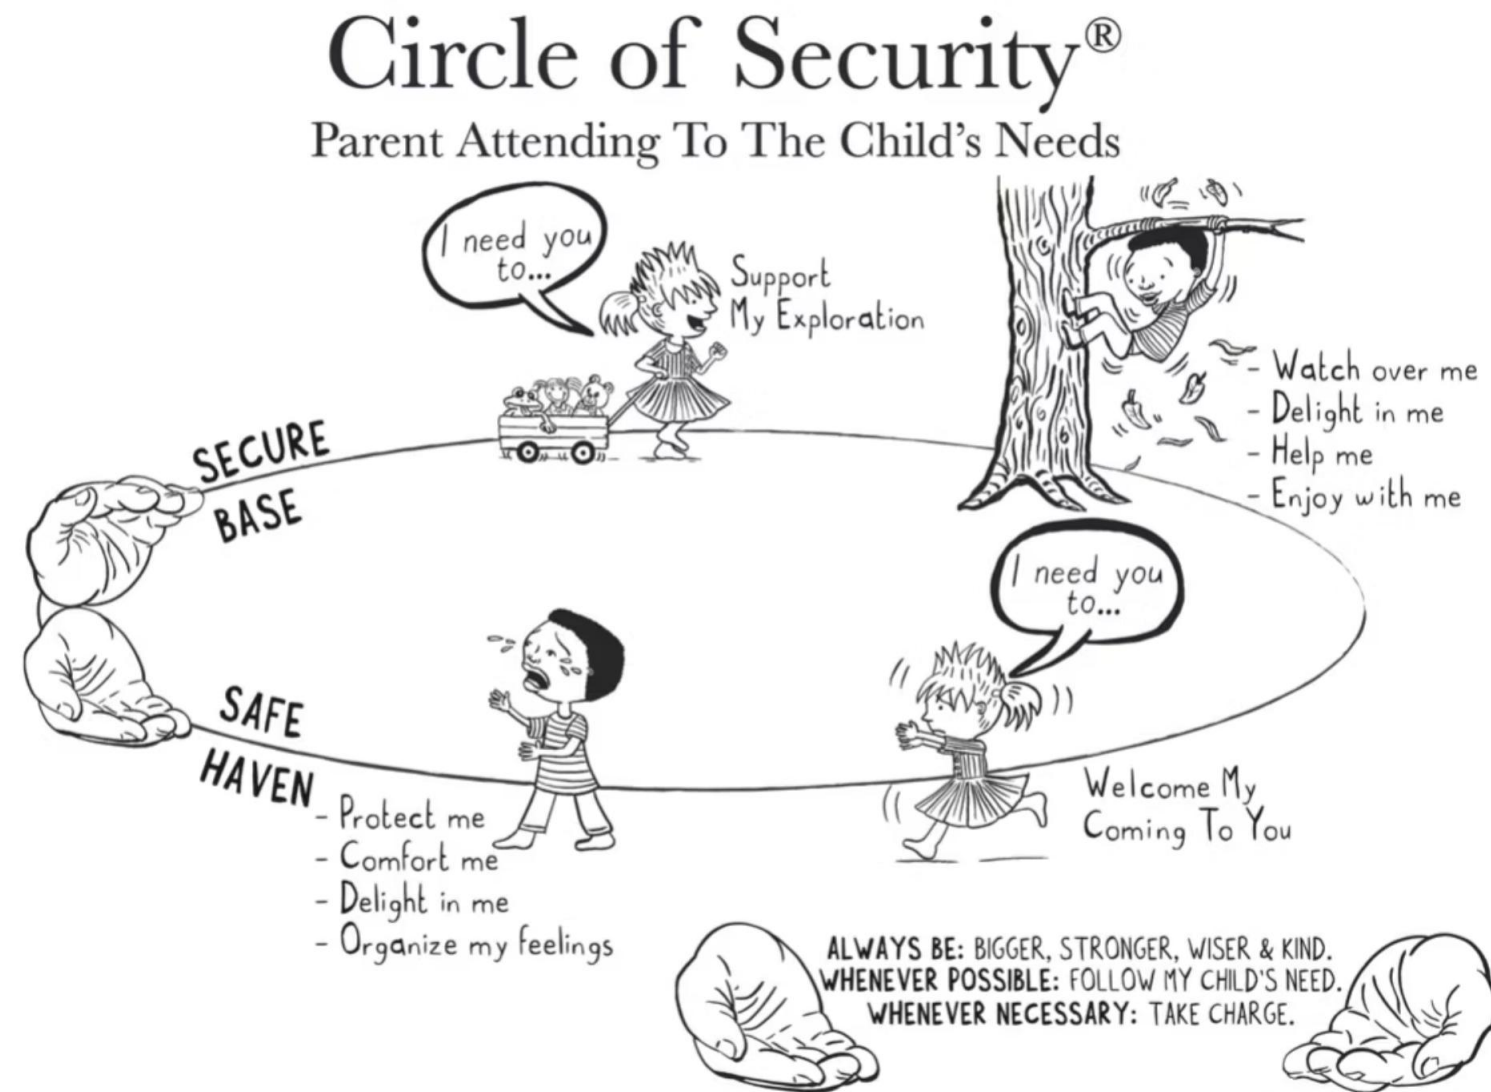 Circle of Security®
Parent Attending To The Child's Needs
I need you
to...
Support
My Exploration
- Watch over me
- Delight in me
- Help me
- Enjoy with me
SECURE
BASE
I need you
to...
Welcome My
Coming To You
SAFE
HAVEN
- Protect me
- Comfort me
- Delight in me
- Organize my feelings
ALWAYS BE: BIGGER, STRONGER, WISER & KIND.
WHENEVER POSSIBLE: FOLLOW MY CHILD'S NEED.
WHENEVER NECESSARY: TAKE CHARGE.